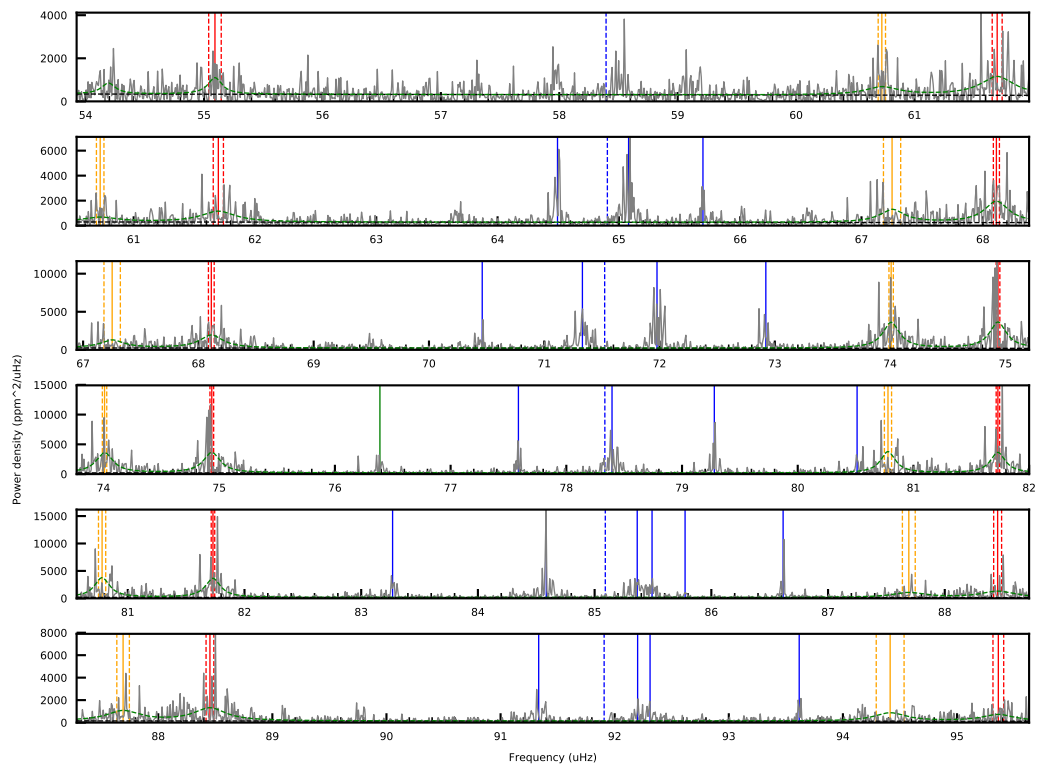 4000
2000
0
54 55 56 57 58 59 60 61
6000
4000
2000
0
61 62 63 64 65 66 67 68
10000
5000
0
67 68 69 70 71 72 73 74 75
Power density (ppm^2/uHz)
15000
10000
5000
0
74 75 76 77 78 79 80 81 82
15000
10000
5000
0
81 82 83 84 85 86 87 88
8000
6000
4000
2000
0
88 89 90 91 92 93 94 95
Frequency (uHz)